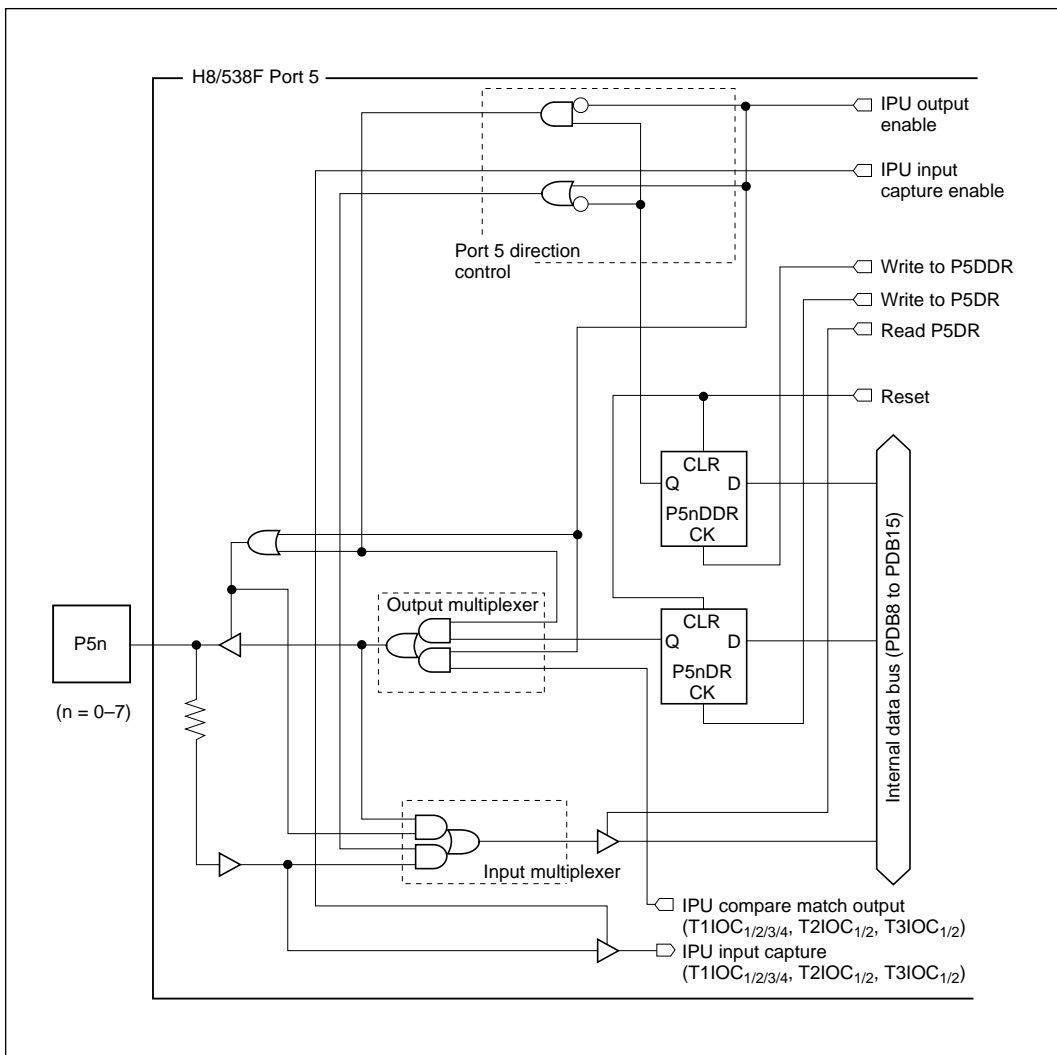 H8/538F Port 5
IPU output
enable
IPU input
capture enable
Port 5 direction
control
Write to P5DDR
Write to P5DR
Read P5DR
Reset
CLR
Q D
P5nDDR
CK
Internal data bus (PDB8 to PDB15)
Output multiplexer
CLR
Q D
P5nDR
CK
P5n
(n = 0–7)
Input multiplexer
IPU compare match output
(T1IOC1/2/3/4, T2IOC1/2, T3IOC1/2)
IPU input capture
(T1IOC1/2/3/4, T2IOC1/2, T3IOC1/2)